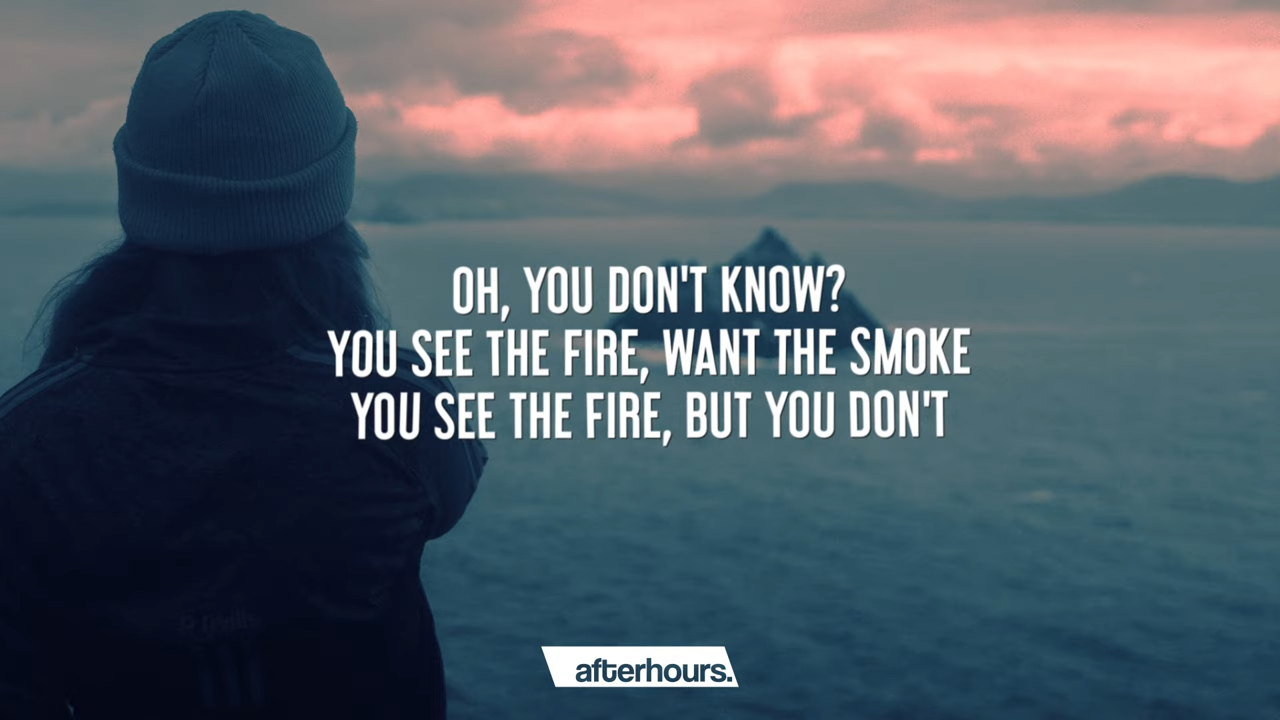 OH, YOU DON'T KNOW?
YOU SEE THE FIRE, WANT THE SMOKE
YOU SEE THE FIRE, BUT YOU DON'T
afterhours.